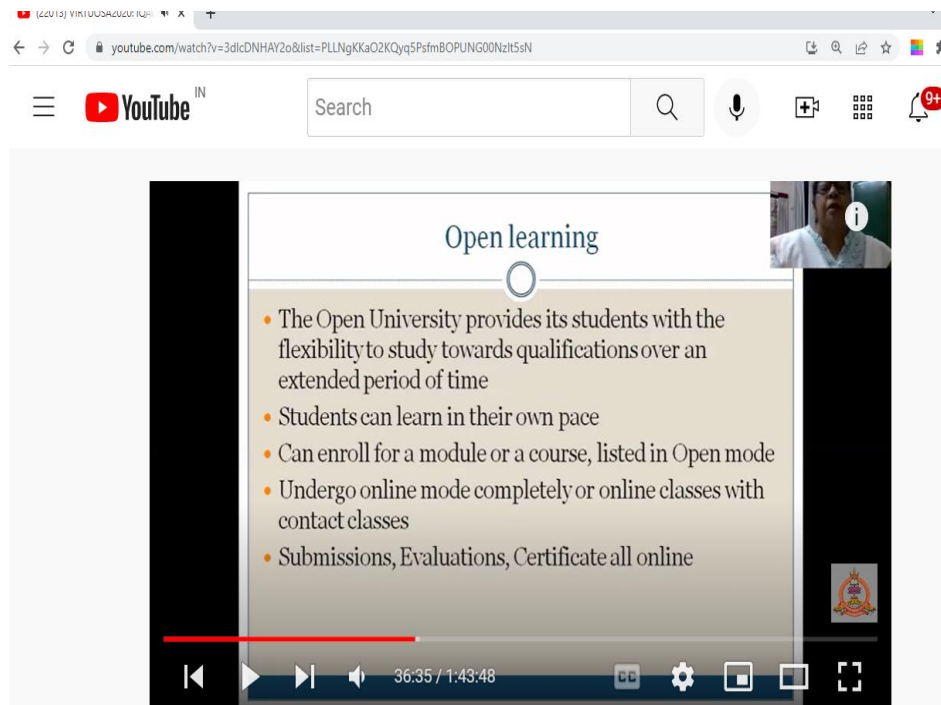 (22013) VIRTUOSA2020: IQA
youtube.com/watch?v=3dlcDNHAY2o&list=PLLNgKKaO2KQyq5PsfmBOPUNG00NzIt5sN
YouTube IN
Search
9+
Open learning
• The Open University provides its students with the
flexibility to study towards qualifications over an
extended period of time
• Students can learn in their own pace
• Can enroll for a module or a course, listed in Open mode
• Undergo online mode completely or online classes with
contact classes
• Submissions, Evaluations, Certificate all online
36:35 / 1:43:48
CC